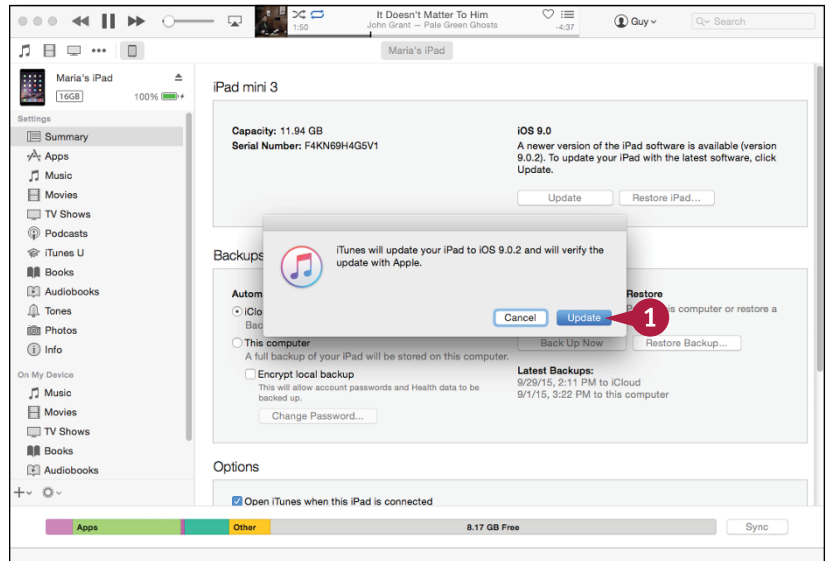 It Doesn't Matter To Him
1:50
John Grant — Pale Green Ghosts
-4:37
Guy
Search
Maria's iPad
Maria's iPad
16GB
100%
Settings
Summary
Apps
Music
Movies
TV Shows
Podcasts
iTunes U
Books
Audiobooks
Tones
Photos
Info
On My Device
Music
Movies
TV Shows
Books
Audiobooks
iPad mini 3
Capacity: 11.94 GB
Serial Number: F4KN69H4G5V1
iOS 9.0
A newer version of the iPad software is available (version
9.0.2). To update your iPad with the latest software, click
Update.
Update
Restore iPad...
iTunes will update your iPad to iOS 9.0.2 and will verify the
update with Apple.
Cancel
Update
1
Backups
Autom
iClo
Bac
This computer
A full backup of your iPad will be stored on this computer.
Encrypt local backup
This will allow account passwords and Health data to be
backed up.
Change Password...
Restore
is computer or restore a
Back Up Now
Restore Backup...
Latest Backups:
9/29/15, 2:11 PM to iCloud
9/1/15, 3:22 PM to this computer
Options
Open iTunes when this iPad is connected
Apps
Other
8.17 GB Free
Sync